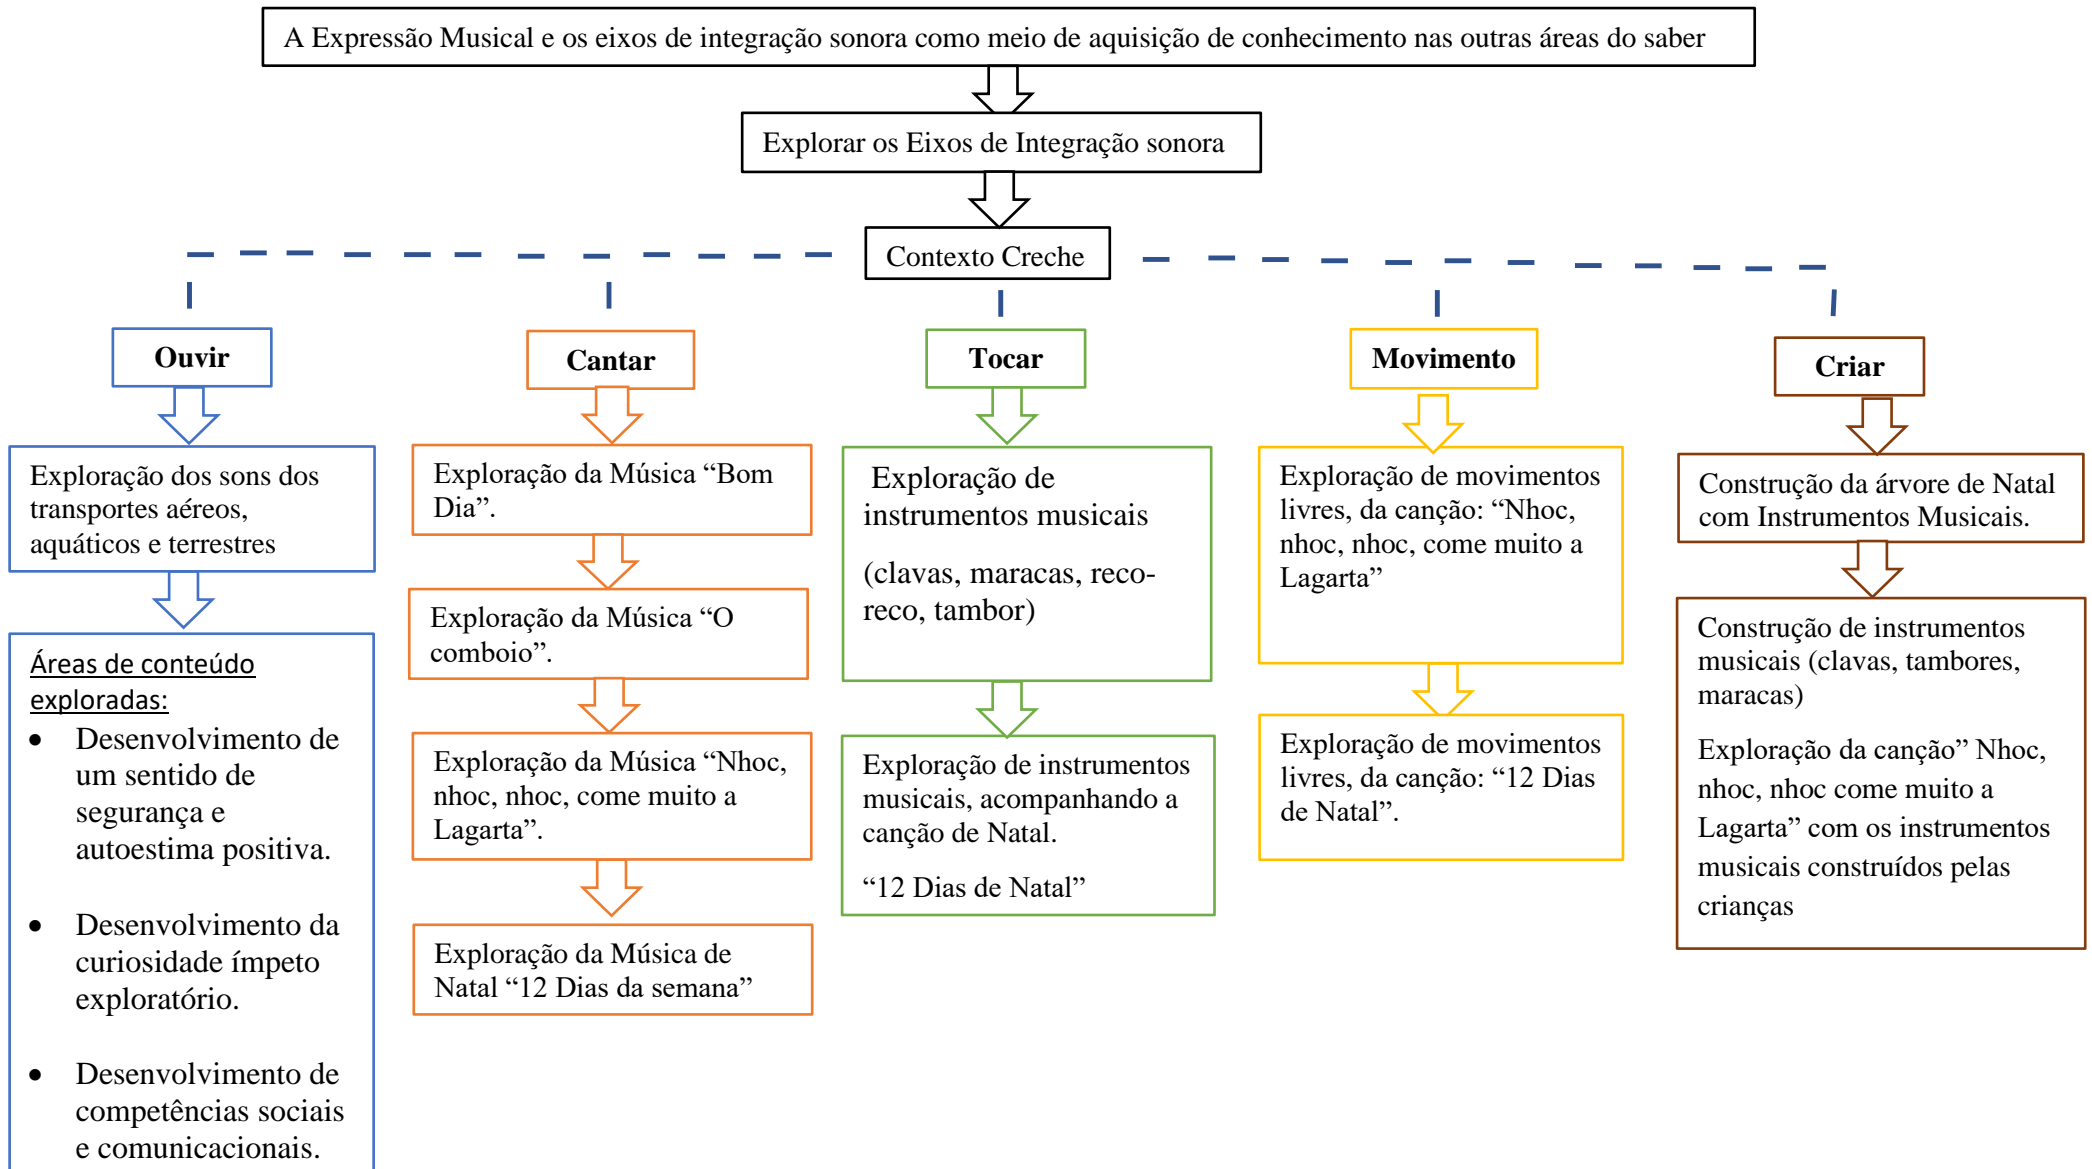 A Expressão Musical e os eixos de integração sonora como meio de aquisição de conhecimento nas outras áreas do saber
Explorar os Eixos de Integração sonora
Contexto Creche
Ouvir
Exploração dos sons dos
transportes aéreos,
aquáticos e terrestres
Áreas de conteúdo
exploradas:
• Desenvolvimento de
um sentido de
segurança e
autoestima positiva.
• Desenvolvimento da
curiosidade ímpeto
exploratório.
• Desenvolvimento de
competências sociais
e comunicacionais.
Cantar
Exploração da Música “Bom
Dia”.
Exploração da Música “O
comboio”.
Exploração da Música “Nhoc,
nhoc, nhoc, come muito a
Lagarta”.
Exploração da Música de
Natal “12 Dias da semana”
Tocar
Exploração de
instrumentos musicais
(clavas, maracas, reco-
reco, tambor)
Exploração de instrumentos
musicais, acompanhando a
canção de Natal.
“12 Dias de Natal”
Movimento
Exploração de movimentos
livres, da canção: “Nhoc,
nhoc, nhoc, come muito a
Lagarta”
Exploração de movimentos
livres, da canção: “12 Dias
de Natal”.
Criar
Construção da árvore de Natal
com Instrumentos Musicais.
Construção de instrumentos
musicais (clavas, tambores,
maracas)
Exploração da canção” Nhoc,
nhoc, nhoc come muito a
Lagarta” com os instrumentos
musicais construídos pelas
crianças